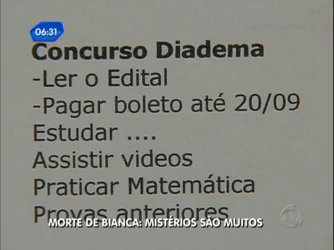 06:31
Concurso Diadema
-Ler o Edital
-Pagar boleto até 20/09
Estudar ....
Assistir videos
Praticar Matemática
Provas anteriores
MORTE DE BIANCA: MISTÉRIOS SÃO MUITOS